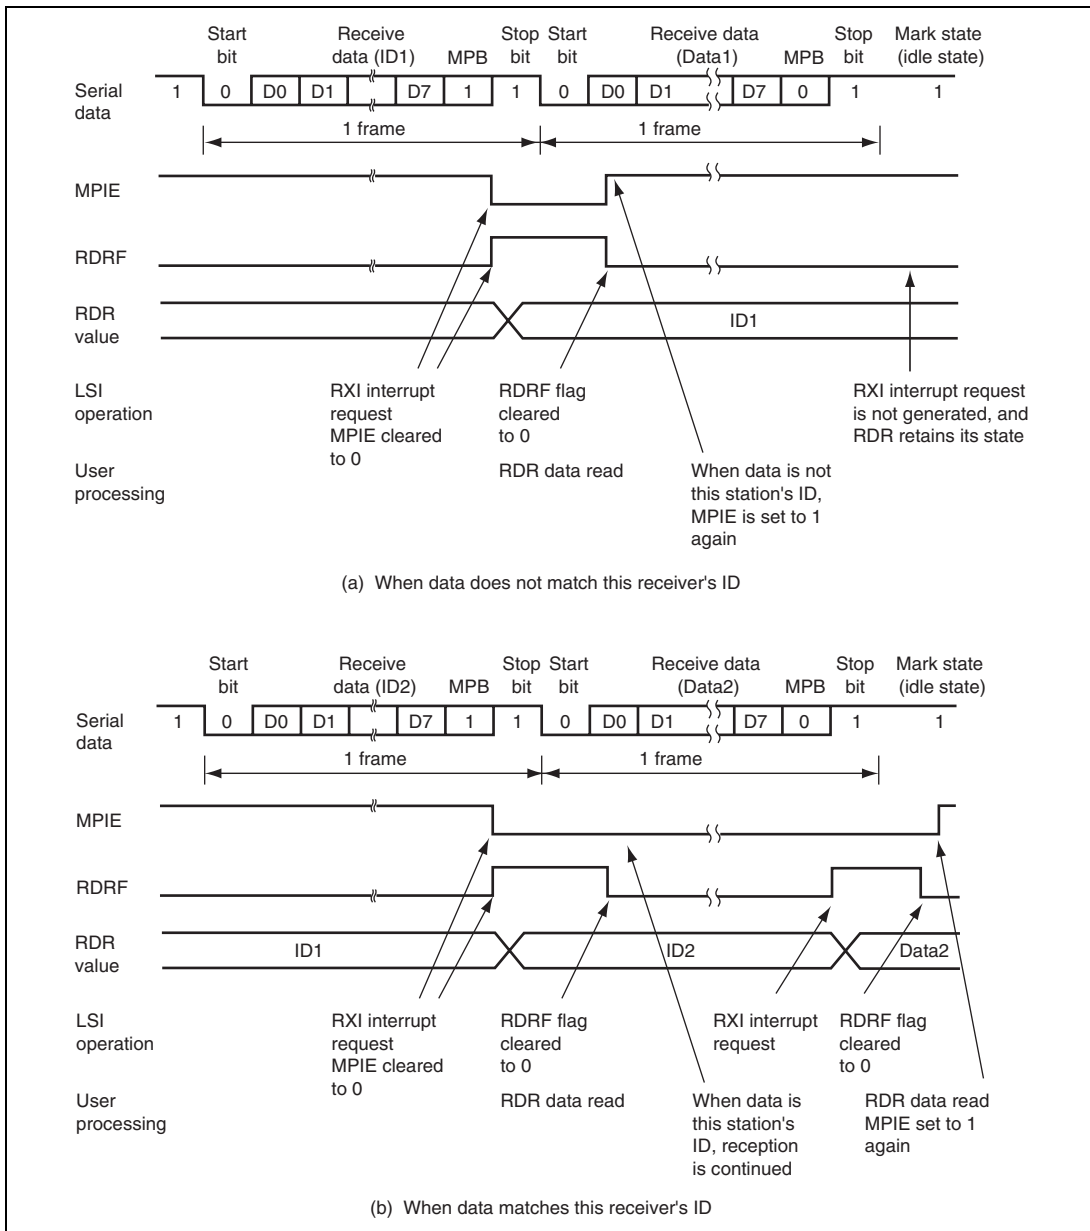 Start bit Receive data (ID1) MPB Stop bit Start bit Receive data (Data1) MPB Stop bit Mark state (idle state)
Serial data 1 0 D0 D1 D7 1 1 0 D0 D1 D7 0 1 1
1 frame 1 frame
MPIE
RDRF
RDR value ID1
LSI operation
RXI interrupt request MPIE cleared to 0
RDRF flag cleared to 0
RXI interrupt request is not generated, and RDR retains its state
User processing
RDR data read
When data is not this station's ID, MPIE is set to 1 again
(a) When data does not match this receiver's ID
Start bit Receive data (ID2) MPB Stop bit Start bit Receive data (Data2) MPB Stop bit Mark state (idle state)
Serial data 1 0 D0 D1 D7 1 1 0 D0 D1 D7 0 1 1
1 frame 1 frame
MPIE
RDRF
RDR value ID1 ID2 Data2
LSI operation
RXI interrupt request MPIE cleared to 0
RDRF flag cleared to 0
RXI interrupt request
RDRF flag cleared to 0
User processing
RDR data read
When data is this station's ID, reception is continued
RDR data read MPIE set to 1 again
(b) When data matches this receiver's ID